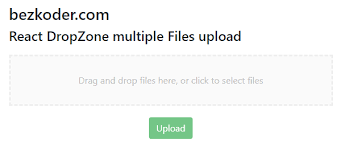 bezkoder.com
React DropZone multiple Files upload
Drag and drop files here, or click to select files
Upload